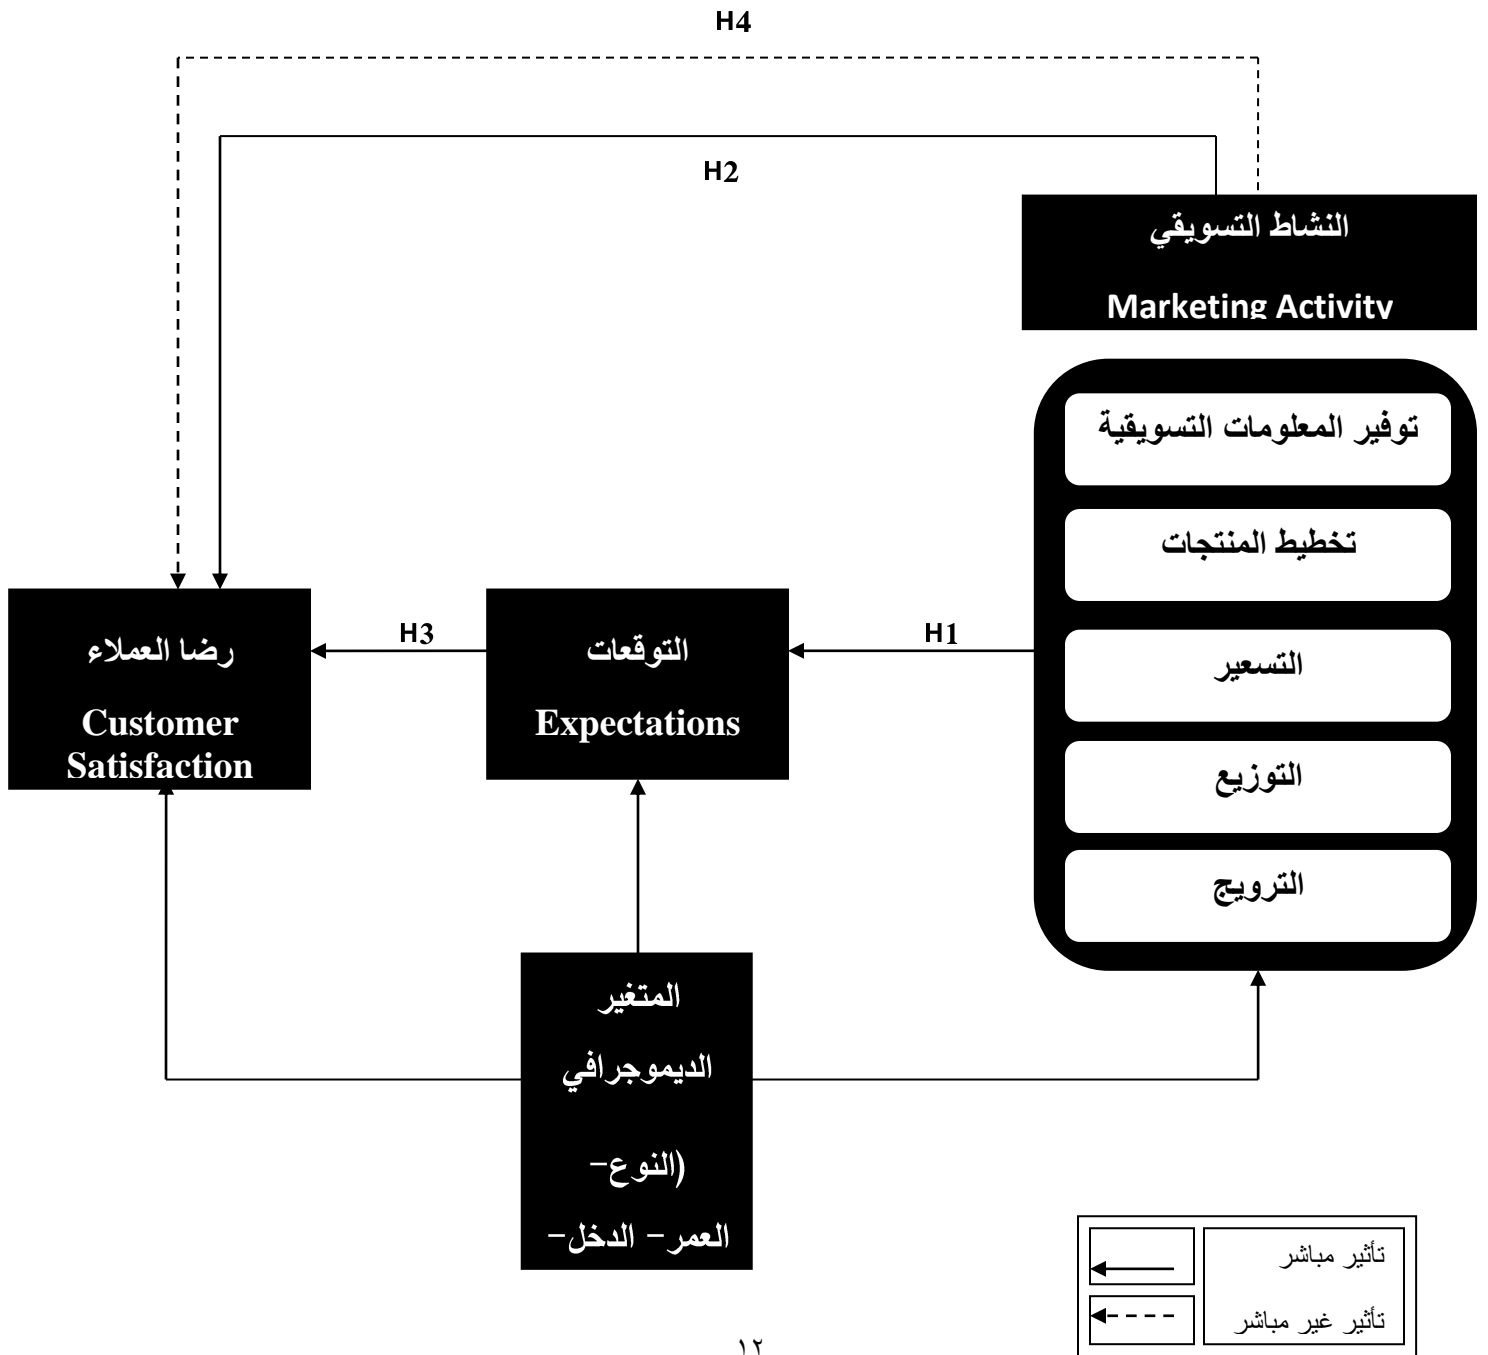 H4
H2
النشاط التسويقي
Marketing Activity
توفير المعلومات التسويقية
تخطيط المنتجات
التسعير
التوزيع
الترويج
H1
التوقعات
Expectations
H3
رضا العملاء
Customer
Satisfaction
المتغير
الديموجرافي
(النوع-
العمر- الدخل-
تأثير مباشر
تأثير غير مباشر
١٢